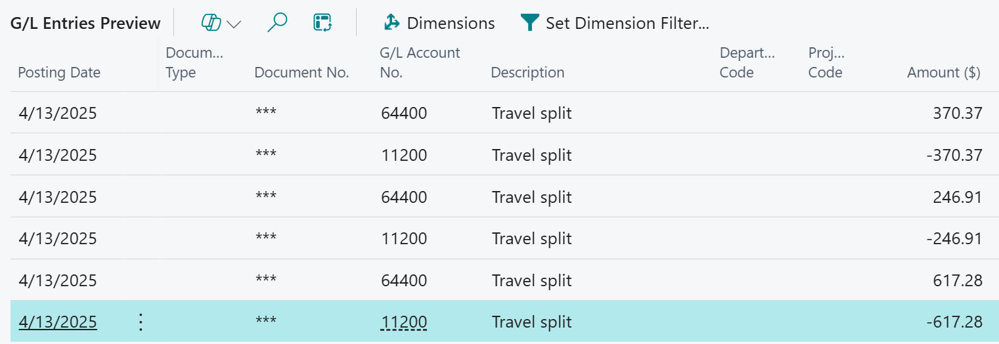 G/L Entries Preview Dimensions Set Dimension Filter...
Posting Date Docum... Type Document No. G/L Account No. Description Depart... Code Proj... Code Amount ($)
4/13/2025 *** 64400 Travel split 370.37
4/13/2025 *** 11200 Travel split -370.37
4/13/2025 *** 64400 Travel split 246.91
4/13/2025 *** 11200 Travel split -246.91
4/13/2025 *** 64400 Travel split 617.28
4/13/2025 *** 11200 Travel split -617.28